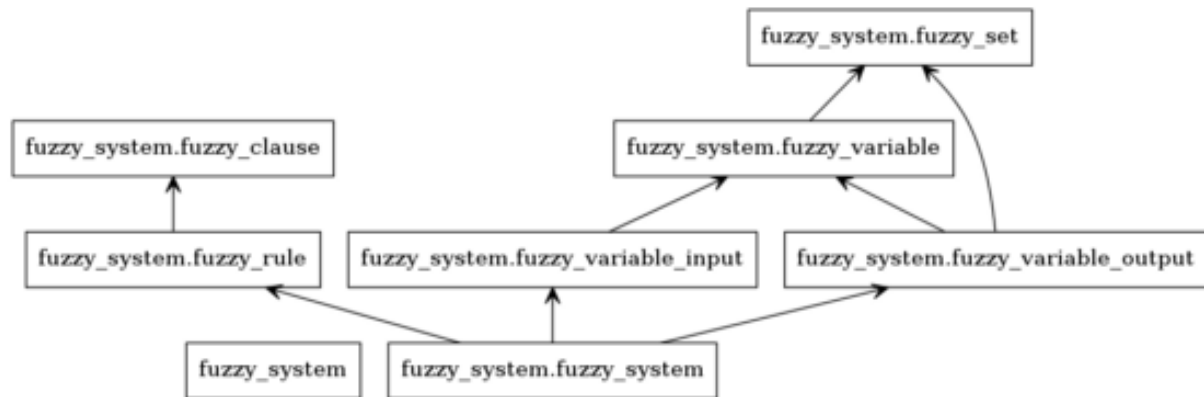 fuzzy_system.fuzzy_set
fuzzy_system.fuzzy_clause
fuzzy_system.fuzzy_variable
fuzzy_system.fuzzy_rule
fuzzy_system.fuzzy_variable_input
fuzzy_system.fuzzy_variable_output
fuzzy_system
fuzzy_system.fuzzy_system